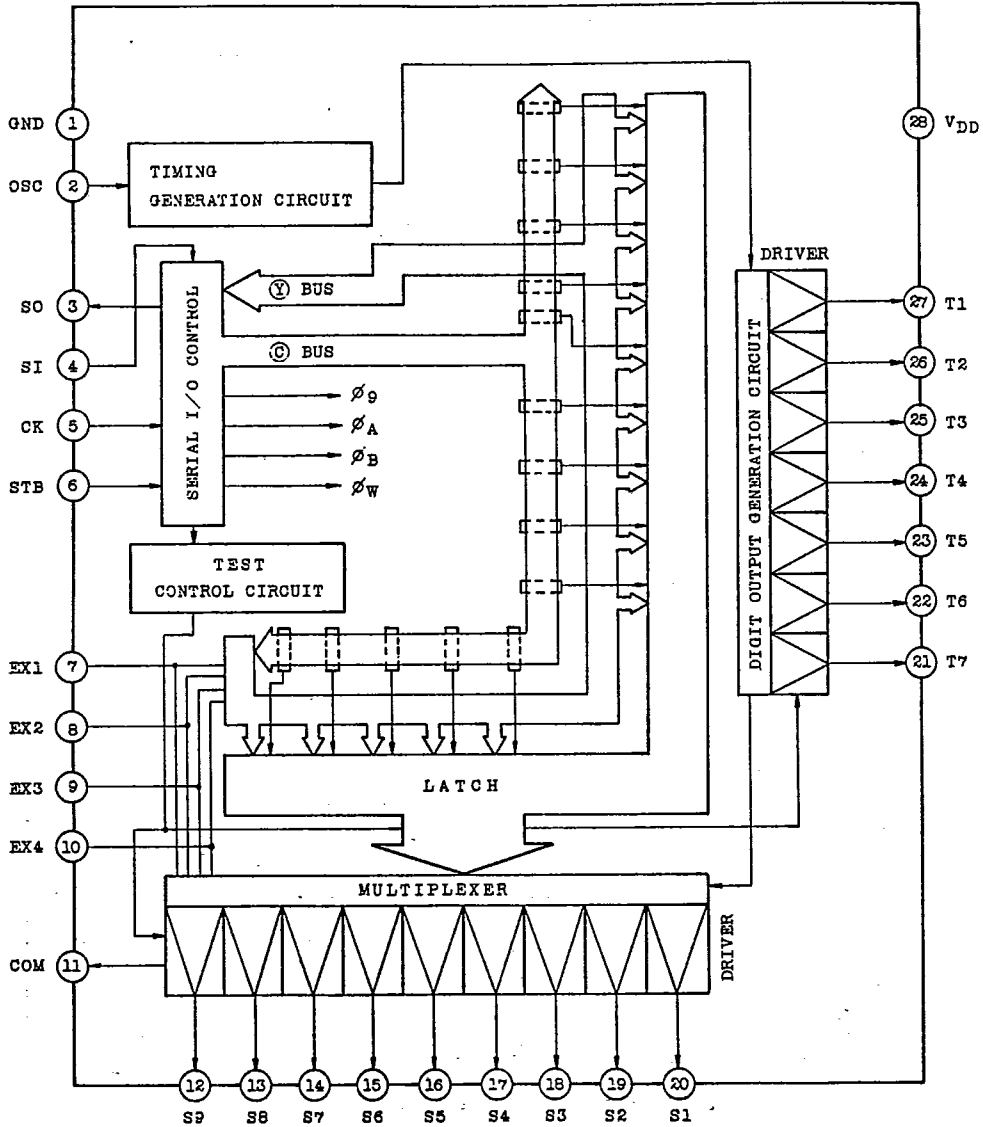 GND 1
28 VDD
OSC 2
TIMING
GENERATION CIRCUIT
DRIVER
SO 3
SI 4
CK 5
STB 6
SERIAL I/O CONTROL
Ⓨ BUS
Ⓒ BUS
Ø9
ØA
ØB
ØW
DIGIT OUTPUT GENERATION CIRCUIT
27 T1
26 T2
25 T3
24 T4
23 T5
22 T6
21 T7
TEST
CONTROL CIRCUIT
EX1 7
EX2 8
EX3 9
EX4 10
LATCH
MULTIPLEXER
DRIVER
COM 11
12 13 14 15 16 17 18 19 20
S9 S8 S7 S6 S5 S4 S3 S2 S1